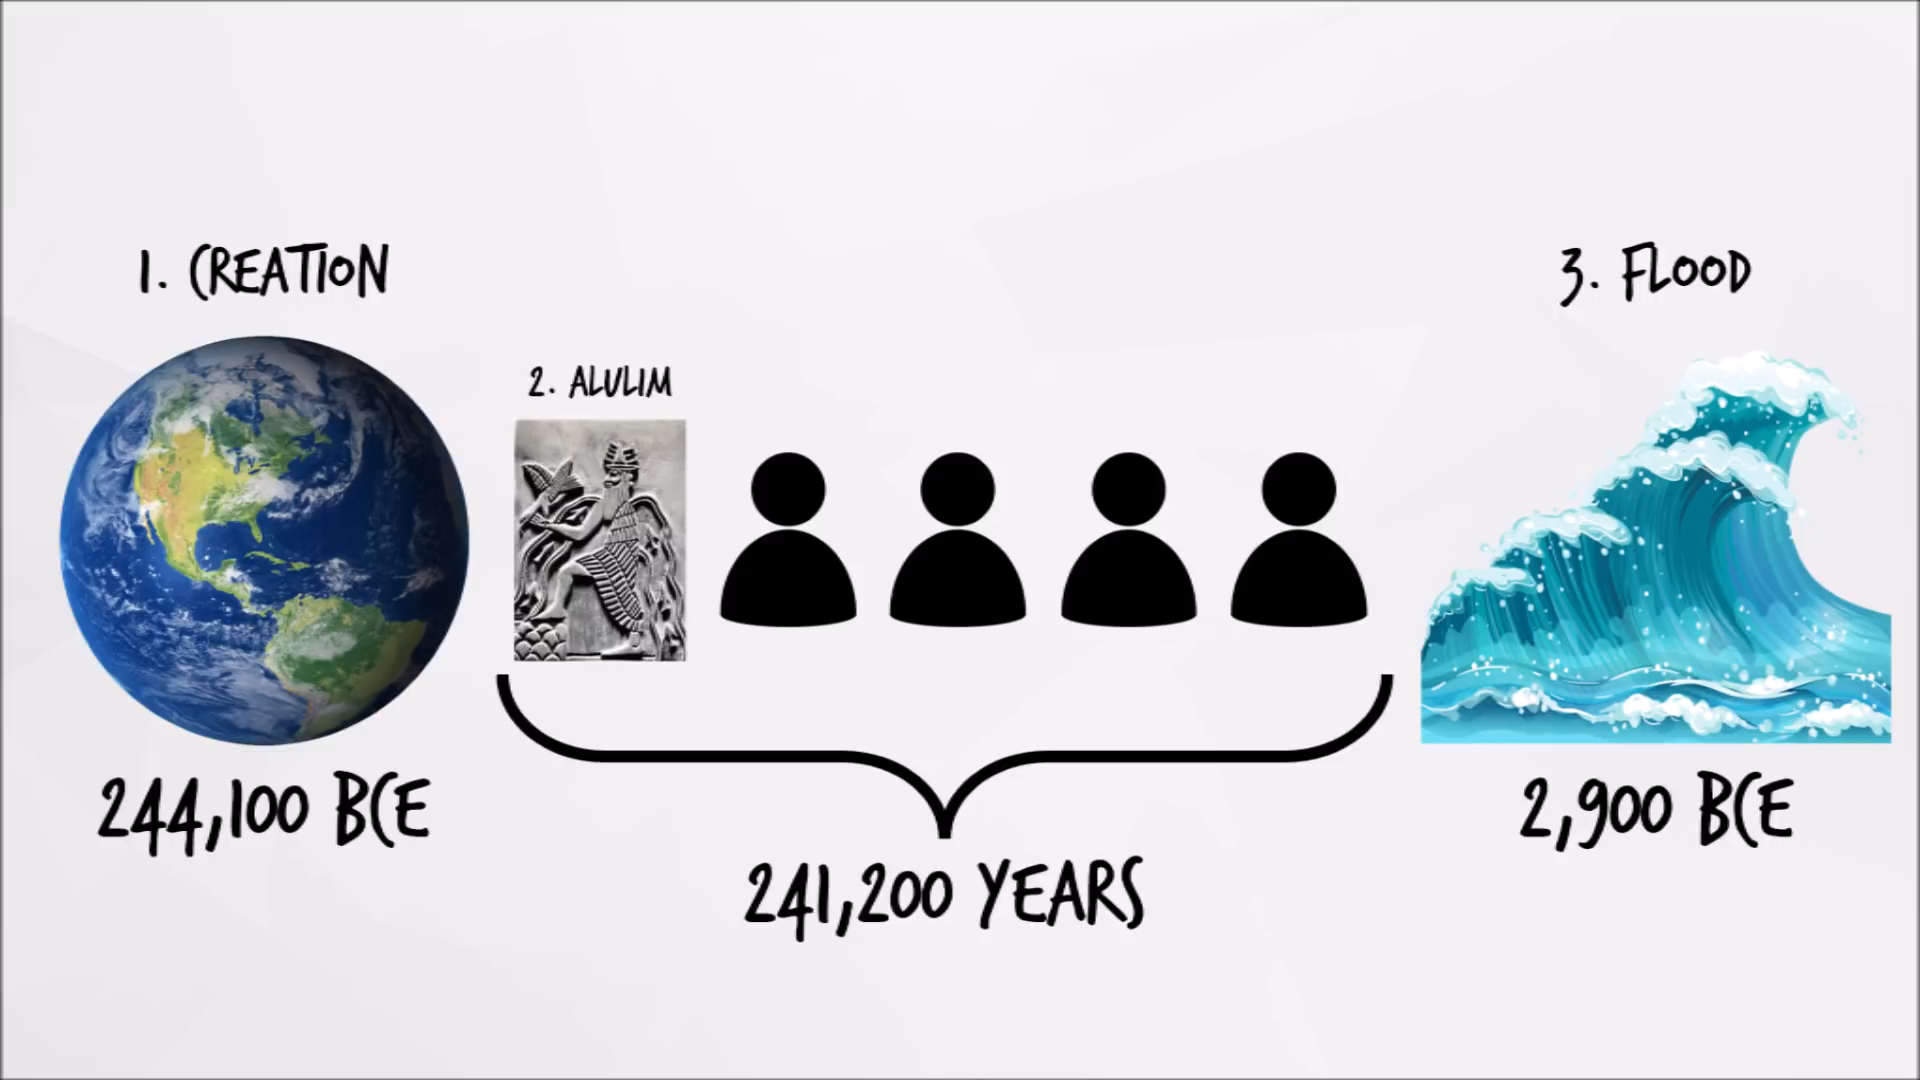 1. CREATION
244,100 BCE
2. ALULIM
241,200 YEARS
3. FLOOD
2,900 BCE